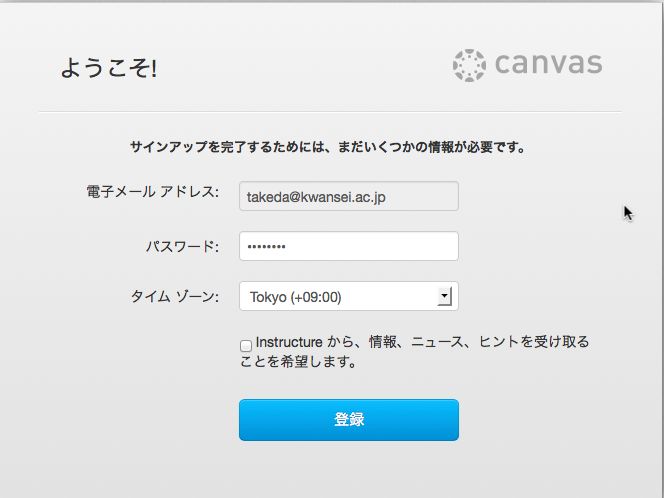 ようこそ!
canvas
サインアップを完了するためには、まだいくつかの情報が必要です。
電子メール アドレス: takeda@kwansei.ac.jp
パスワード: ••••••••
タイム ゾーン: Tokyo (+09:00)
Instructure から、情報、ニュース、ヒントを受け取る
ことを希望します。
登録